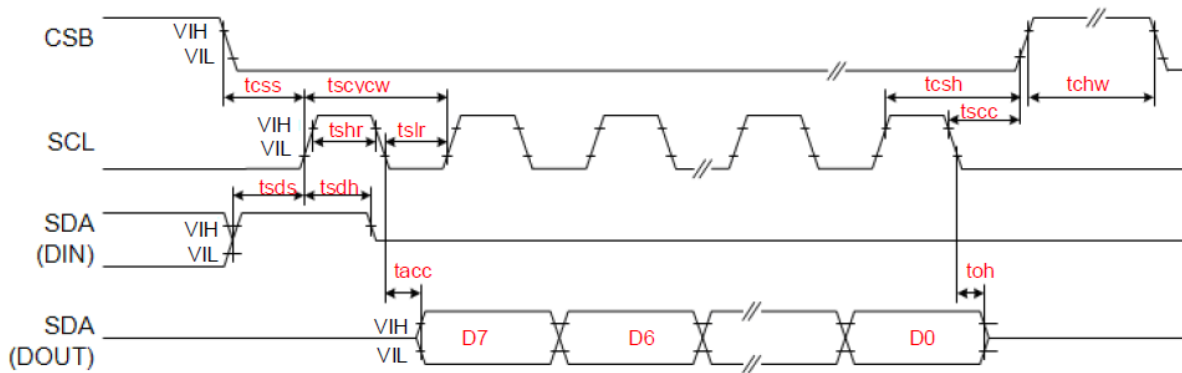 CSB
VIH
VIL
tcss
tscycw
tcsh
tchw
tscc
SCL
VIH
VIL
tshr
tslr
tsds
tsdh
SDA
(DIN)
VIH
VIL
tacc
toh
SDA
(DOUT)
VIH
VIL
D7
D6
D0